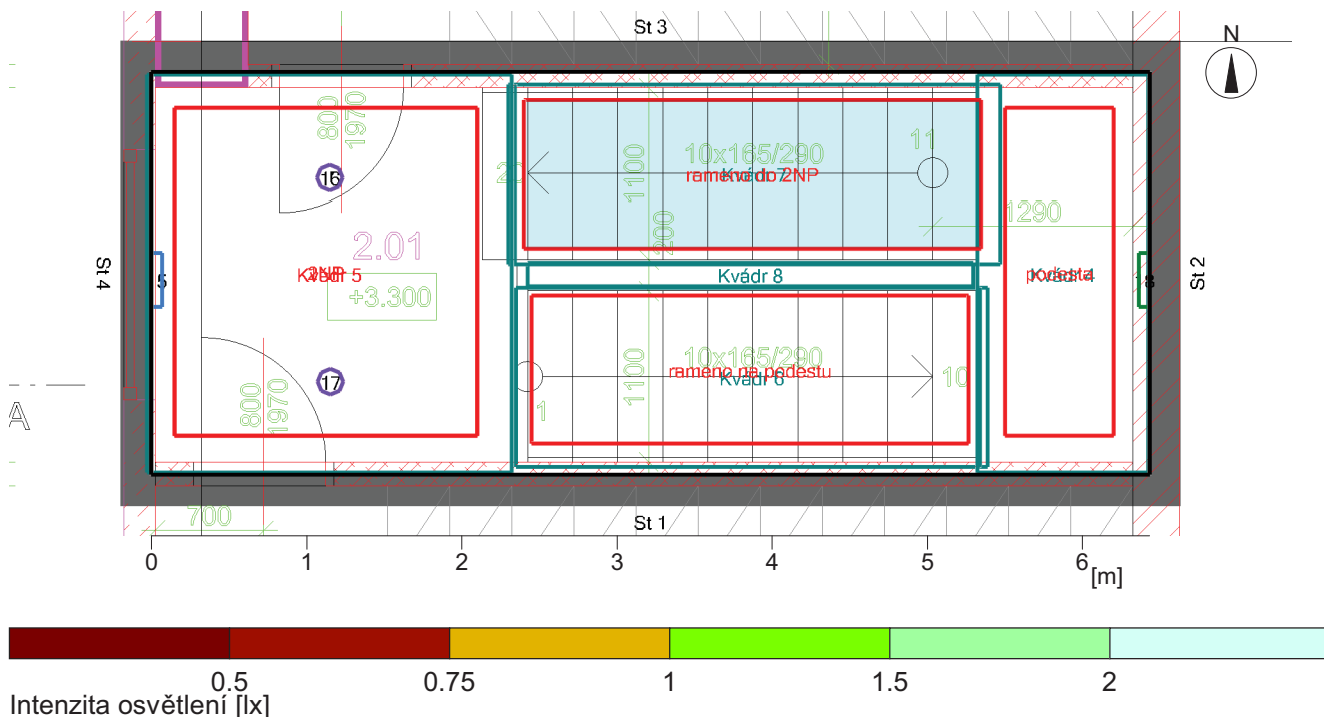 St 3
N
800
1970
16
1100
10x165/290
11
20
rameno do 2NP
Kvádr 7
200
1290
2.01
St 4
5
2NP
Kvádr 5
+3.300
Kvádr 8
podesta
Kvádr 4
St 2
10x165/290
rameno na podestu
Kvádr 6
17
1100
10
1
800
1970
A
700
St 1
0
1
2
3
4
5
6
[m]
0.5
0.75
1
1.5
2
Intenzita osvětlení [lx]